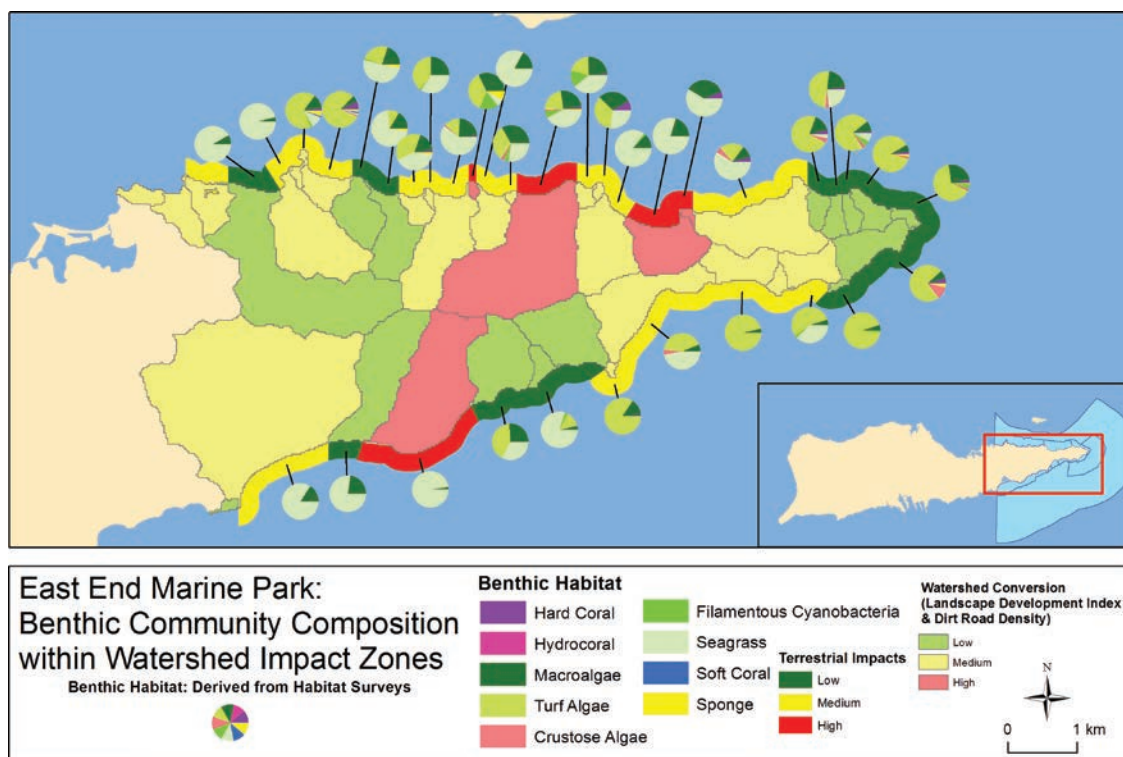 East End Marine Park:
Benthic Community Composition
within Watershed Impact Zones
Benthic Habitat: Derived from Habitat Surveys
Benthic Habitat
Hard Coral
Hydrocoral
Macroalgae
Turf Algae
Crustose Algae
Filamentous Cyanobacteria
Seagrass
Soft Coral
Sponge
Terrestrial Impacts
Low
Medium
High
Watershed Conversion
(Landscape Development Index
& Dirt Road Density)
Low
Medium
High
N
0 1 km